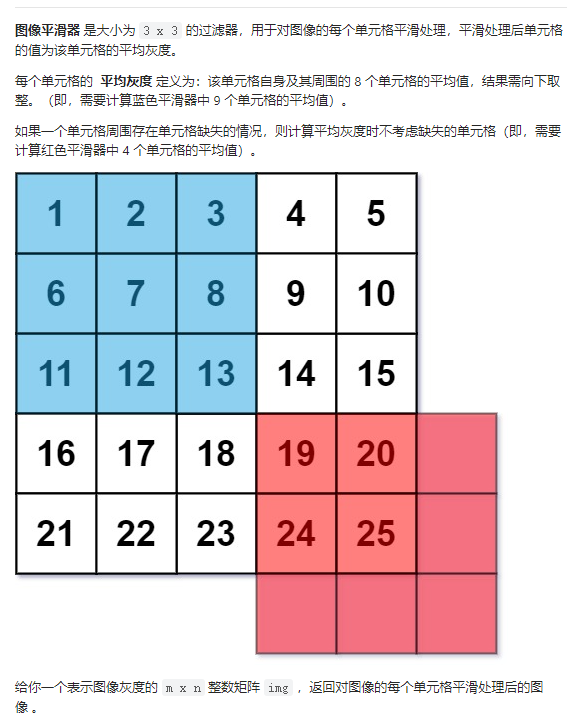 图像平滑器 是大小为 3 x 3 的过滤器，用于对图像的每个单元格平滑处理，平滑处理后单元格
的值为该单元格的平均灰度。
每个单元格的 平均灰度 定义为：该单元格自身及其周围的 8 个单元格的平均值，结果需向下取
整。（即，需要计算蓝色平滑器中 9 个单元格的平均值）。
如果一个单元格周围存在单元格缺失的情况，则计算平均灰度时不考虑缺失的单元格（即，需要
计算红色平滑器中 4 个单元格的平均值）。
1 2 3 4 5
6 7 8 9 10
11 12 13 14 15
16 17 18 19 20
21 22 23 24 25
给你一个表示图像灰度的 m x n 整数矩阵 img ，返回对图像的每个单元格平滑处理后的图
像 。